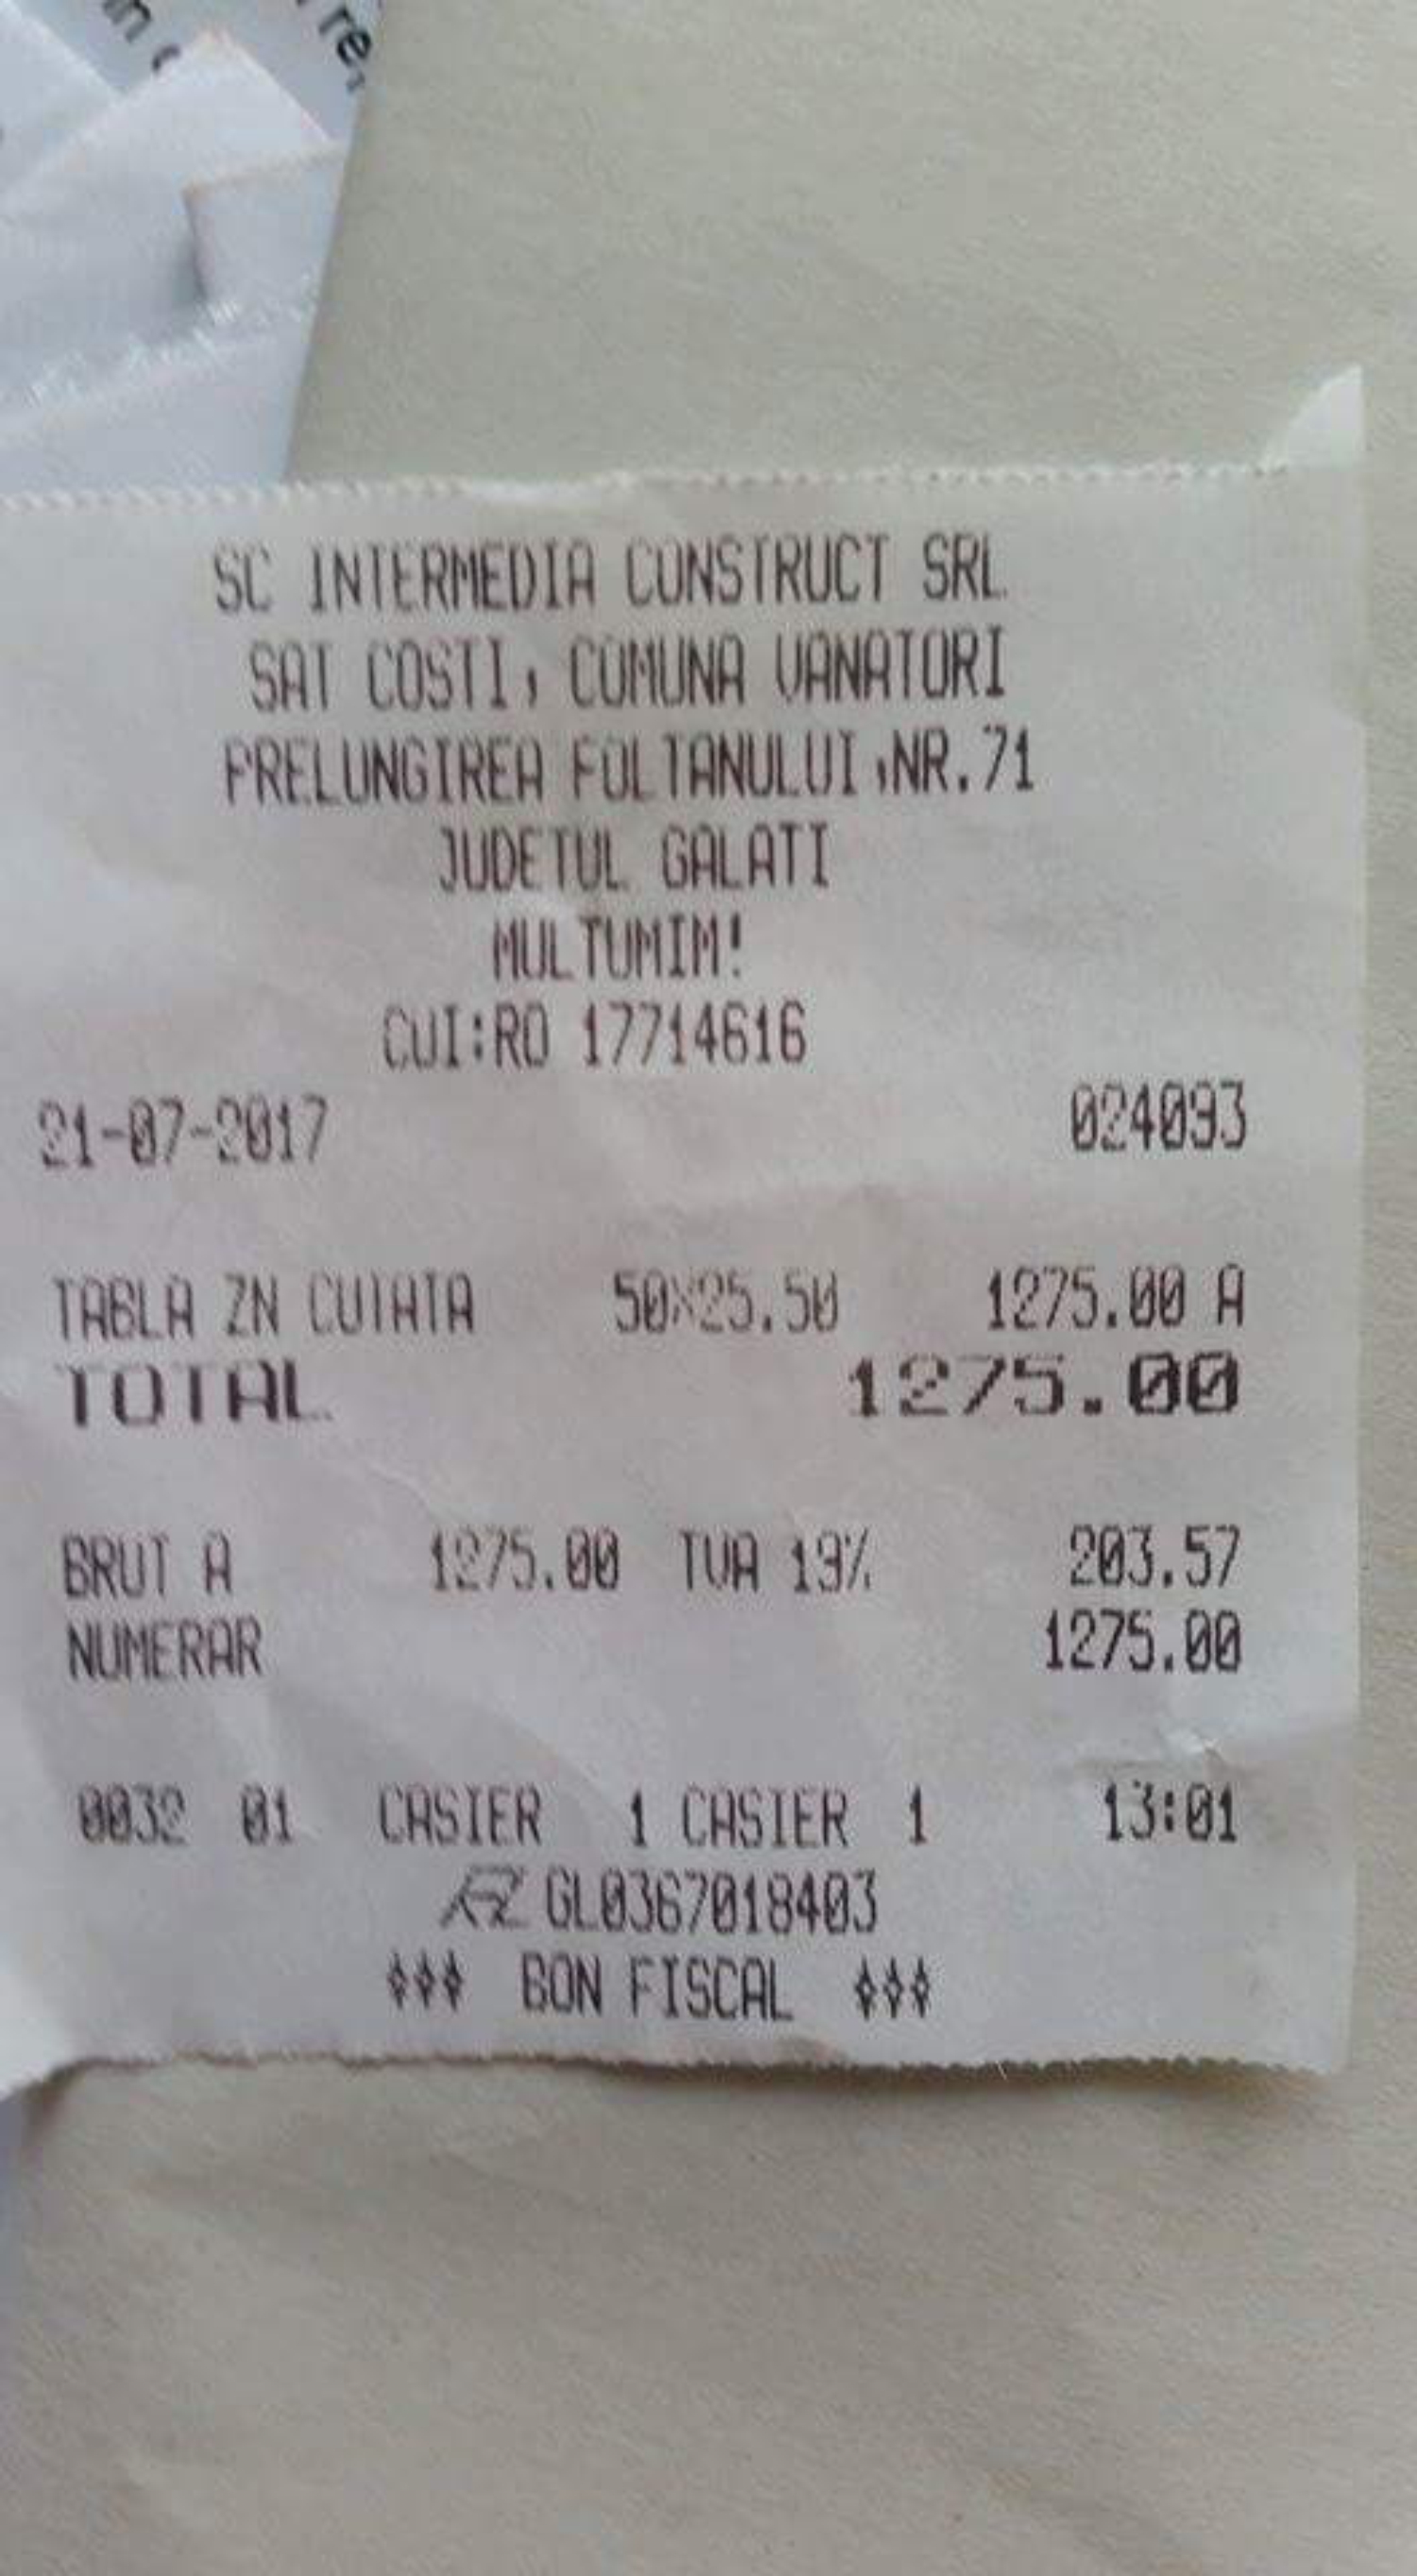 in
re,
SC INTERMEDIA CONSTRUCT SRL
SAT COSTI, COMUNA VANATORI
PRELUNGIREA FOLTANULUI,NR.71
JUDETUL GALATI
MULTUMIM!
CUI:RO 17714616
21-07-2017 024093
TABLA ZN CUTATA 50X25.50 1275.00 A
TOTAL 1275.00
BRUT A 1275.00 TVA 19% 203.57
NUMERAR 1275.00
0032 01 CASIER 1 CASIER 1 13:01
GL0367018403
BON FISCAL